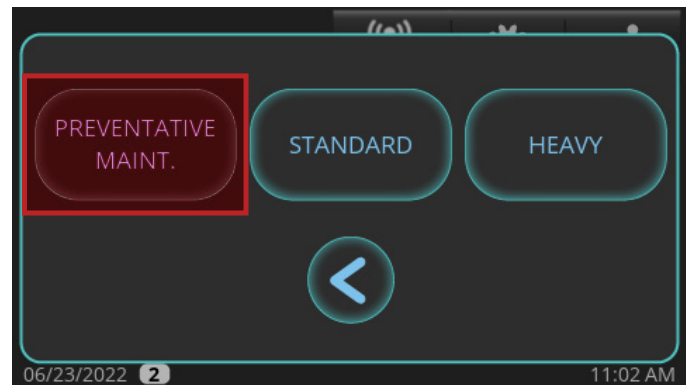 PREVENTATIVE
MAINT.
STANDARD
HEAVY
06/23/2022 2
11:02 AM